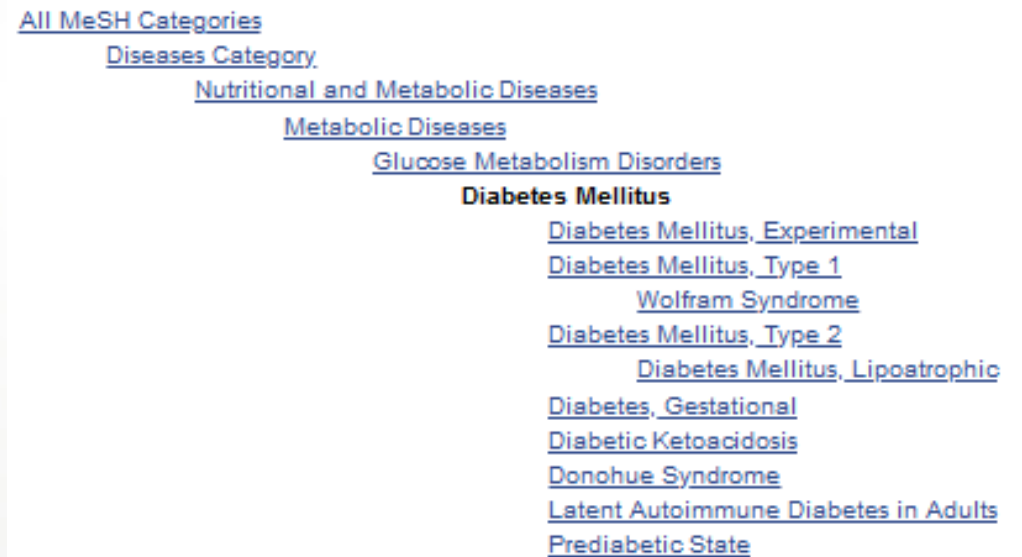 All MeSH Categories
Diseases Category
Nutritional and Metabolic Diseases
Metabolic Diseases
Glucose Metabolism Disorders
Diabetes Mellitus
Diabetes Mellitus, Experimental
Diabetes Mellitus, Type 1
Wolfram Syndrome
Diabetes Mellitus, Type 2
Diabetes Mellitus, Lipoatrophic
Diabetes, Gestational
Diabetic Ketoacidosis
Donohue Syndrome
Latent Autoimmune Diabetes in Adults
Prediabetic State